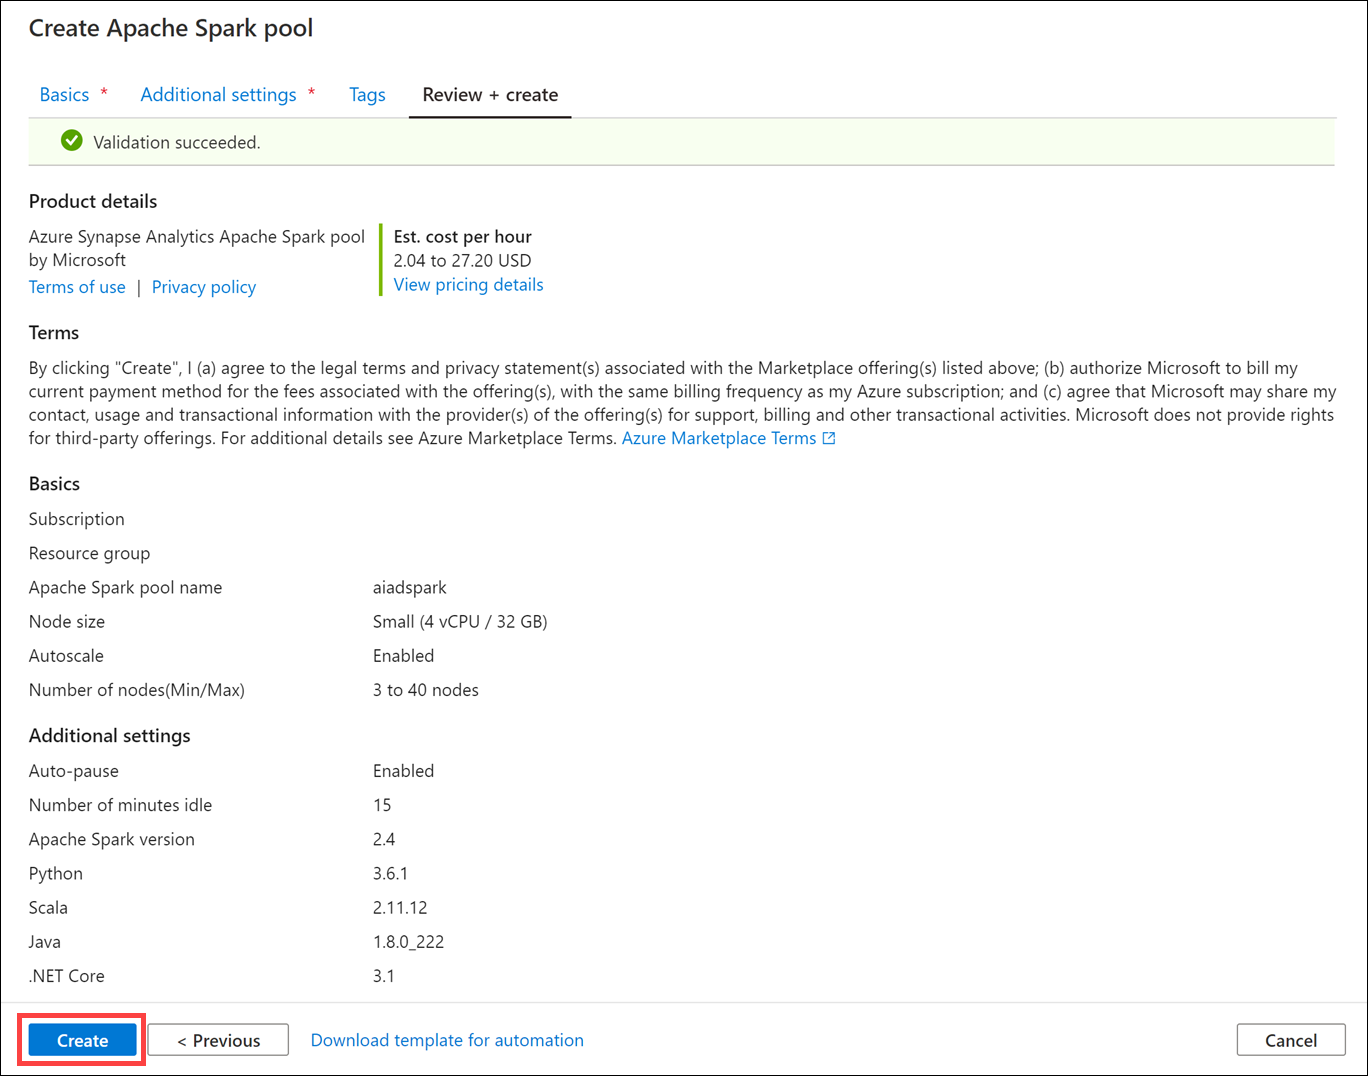 Create Apache Spark pool
Basics * Additional settings * Tags Review + create
Validation succeeded.
Product details
Azure Synapse Analytics Apache Spark pool
by Microsoft
Terms of use | Privacy policy
Est. cost per hour
2.04 to 27.20 USD
View pricing details
Terms
By clicking "Create", I (a) agree to the legal terms and privacy statement(s) associated with the Marketplace offering(s) listed above; (b) authorize Microsoft to bill my
current payment method for the fees associated with the offering(s), with the same billing frequency as my Azure subscription; and (c) agree that Microsoft may share my
contact, usage and transactional information with the provider(s) of the offering(s) for support, billing and other transactional activities. Microsoft does not provide rights
for third-party offerings. For additional details see Azure Marketplace Terms. Azure Marketplace Terms
Basics
Subscription
Resource group
Apache Spark pool name aiadspark
Node size Small (4 vCPU / 32 GB)
Autoscale Enabled
Number of nodes(Min/Max) 3 to 40 nodes
Additional settings
Auto-pause Enabled
Number of minutes idle 15
Apache Spark version 2.4
Python 3.6.1
Scala 2.11.12
Java 1.8.0_222
.NET Core 3.1
Create < Previous Download template for automation Cancel